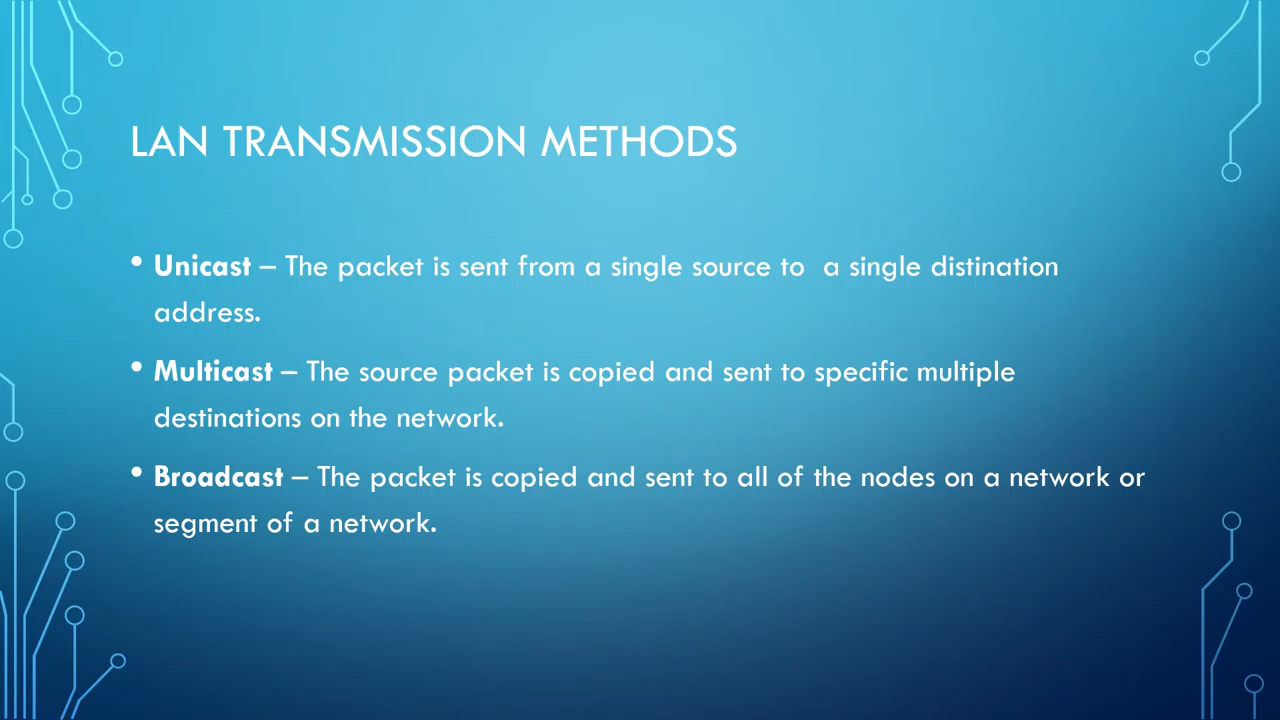 LAN TRANSMISSION METHODS
• Unicast – The packet is sent from a single source to  a single distination
address.
• Multicast – The source packet is copied and sent to specific multiple
destinations on the network.
• Broadcast – The packet is copied and sent to all of the nodes on a network or
segment of a network.